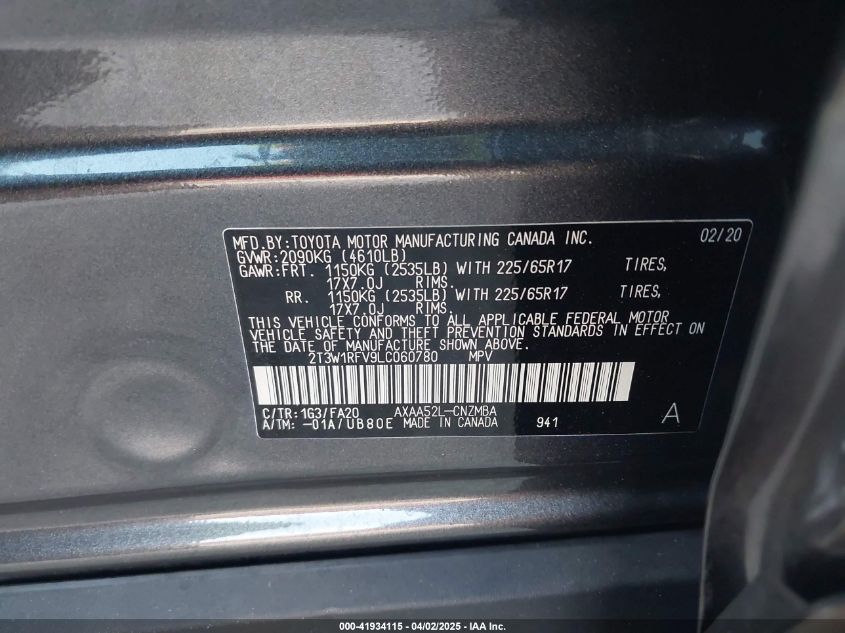 MFD.BY:TOYOTA MOTOR MANUFACTURING CANADA INC. 02/20
GVWR:2090KG (4610LB)
GAWR:FRT. 1150KG (2535LB) WITH 225/65R17 TIRES,
17X7.0J RIMS.
RR. 1150KG (2535LB) WITH 225/65R17 TIRES,
17X7.0J RIMS.
THIS VEHICLE CONFORMS TO ALL APPLICABLE FEDERAL MOTOR
VEHICLE SAFETY AND THEFT PREVENTION STANDARDS IN EFFECT ON
THE DATE OF MANUFACTURE SHOWN ABOVE.
2T3W1RFV9LC060780 MPV
C/TR:1G3/FA20 AXAA52L-CNZMBA A
A/TM: -01A/UB80E MADE IN CANADA 941
000-41934115 - 04/02/2025 - IAA Inc.